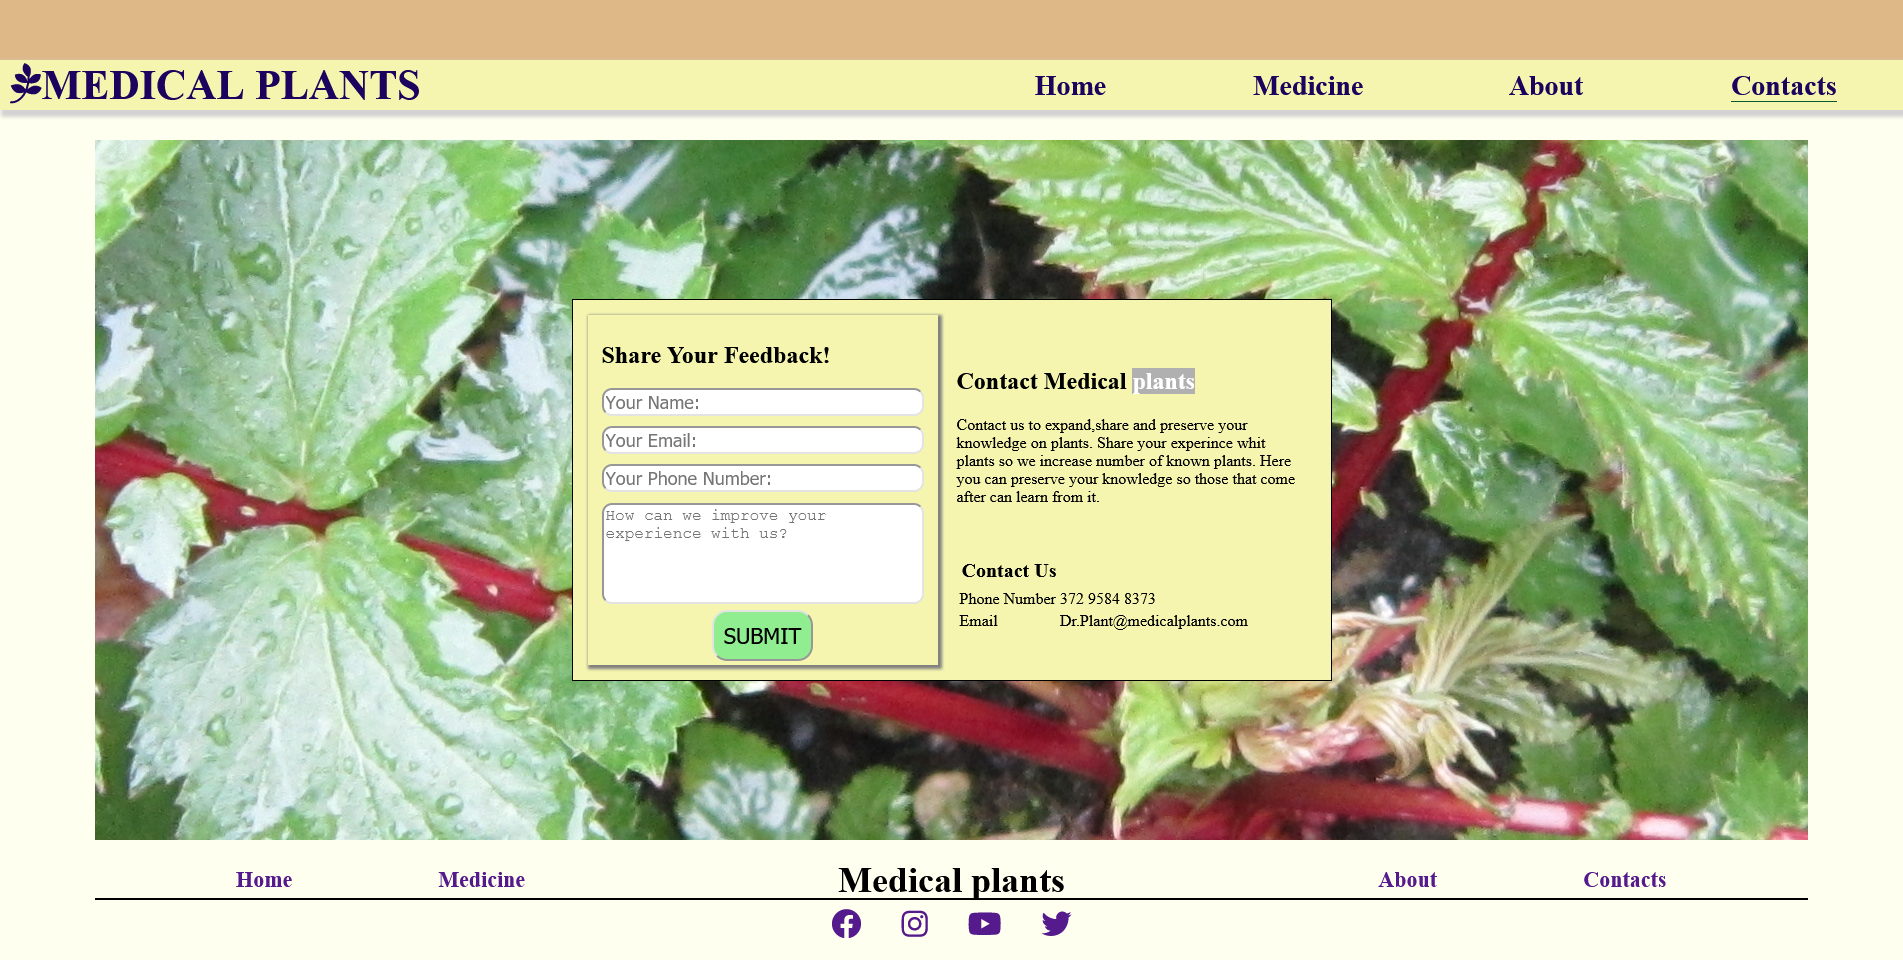 MEDICAL PLANTS
Home Medicine About Contacts
Share Your Feedback!
Your Name:
Your Email:
Your Phone Number:
How can we improve your
experience with us?
SUBMIT
Contact Medical plants
Contact us to expand,share and preserve your
knowledge on plants. Share your experince whit
plants so we increase number of known plants. Here
you can preserve your knowledge so those that come
after can learn from it.
Contact Us
Phone Number 372 9584 8373
Email Dr.Plant@medicalplants.com
Home Medicine Medical plants About Contacts